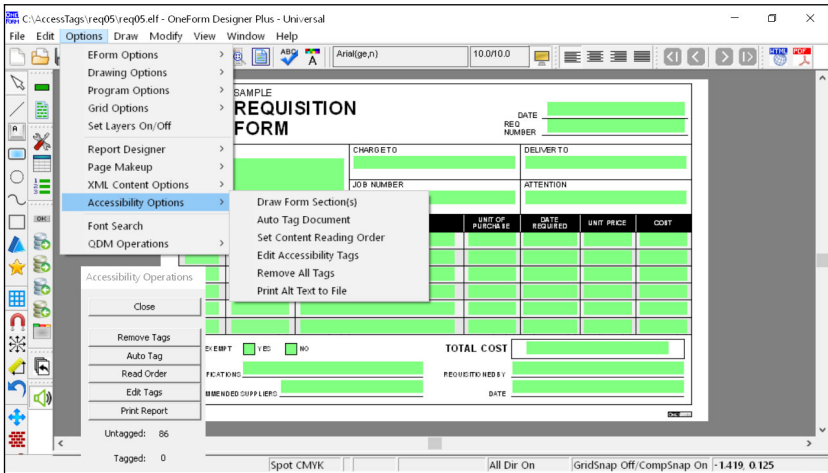 C:\AccessTags\req05\req05.elf - OneForm Designer Plus - Universal
File Edit Options Draw Modify View Window Help
Arial(ge,n) 10.0/10.0
EForm Options
Drawing Options
Program Options
Grid Options
Set Layers On/Off
Report Designer
Page Makeup
XML Content Options
Accessibility Options
Font Search
QDM Operations
Draw Form Section(s)
Auto Tag Document
Set Content Reading Order
Edit Accessibility Tags
Remove All Tags
Print Alt Text to File
SAMPLE
REQUISITION
FORM
DATE
REQ
NUMBER
CHARGE TO
DELIVER TO
JOB NUMBER
ATTENTION
UNIT OF PURCHASE
DATE REQUIRED
UNIT PRICE
COST
EXEMPT YES NO
TOTAL COST
REQUISITIONED BY
DATE
Accessibility Operations
Close
Remove Tags
Auto Tag
Read Order
Edit Tags
Print Report
Untagged: 86
Tagged: 0
Spot CMYK All Dir On GridSnap Off/CompSnap On -1.419, 0.125